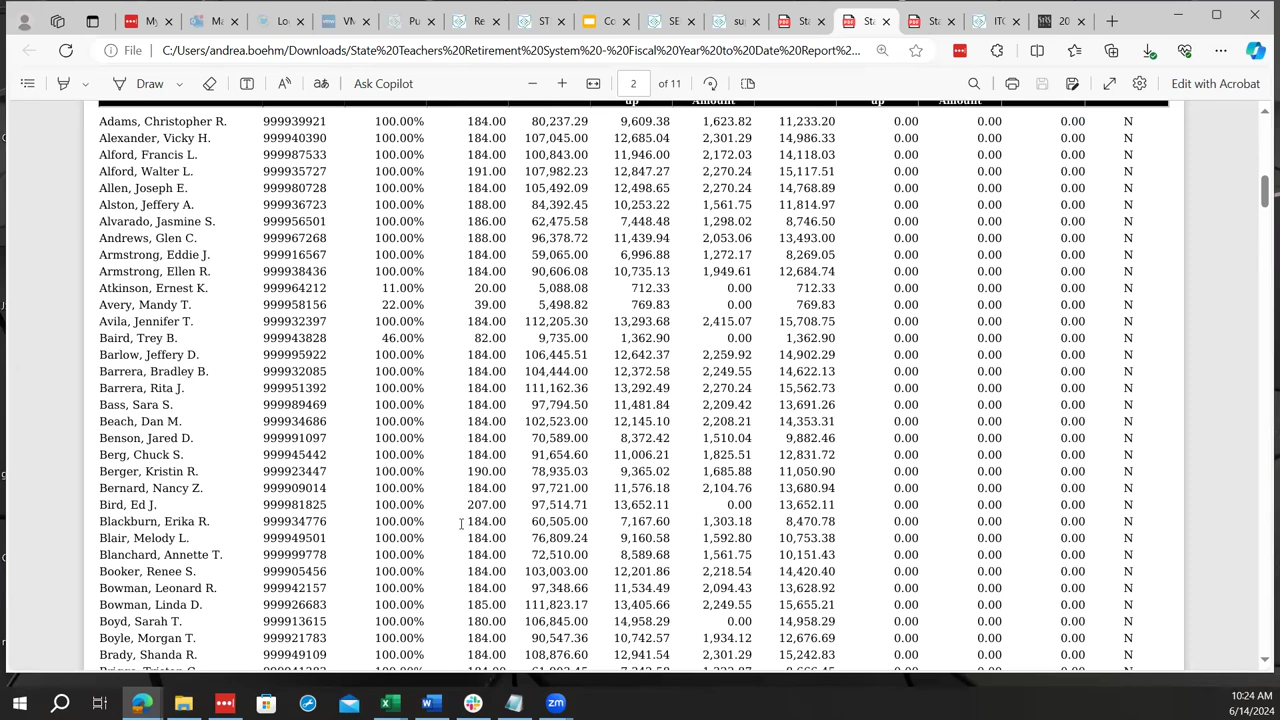 My
Ma
Lo
VM
Pu
Re
ST
Co
SE
su
Sta
Sta
Sta
ITC
20
File C:/Users/andrea.boehm/Downloads/State%20Teachers%20Retirement%20System%20-%20Fiscal%20Year%20to%20Date%20Report%2...
Draw Ask Copilot 2 of 11 Edit with Acrobat
up Amount up Amount
Adams, Christopher R. 999939921 100.00% 184.00 80,237.29 9,609.38 1,623.82 11,233.20 0.00 0.00 0.00 N
Alexander, Vicky H. 999940390 100.00% 184.00 107,045.00 12,685.04 2,301.29 14,986.33 0.00 0.00 0.00 N
Alford, Francis L. 999987533 100.00% 184.00 100,843.00 11,946.00 2,172.03 14,118.03 0.00 0.00 0.00 N
Alford, Walter L. 999935727 100.00% 191.00 107,982.23 12,847.27 2,270.24 15,117.51 0.00 0.00 0.00 N
Allen, Joseph E. 999980728 100.00% 184.00 105,492.09 12,498.65 2,270.24 14,768.89 0.00 0.00 0.00 N
Alston, Jeffery A. 999936723 100.00% 188.00 84,392.45 10,253.22 1,561.75 11,814.97 0.00 0.00 0.00 N
Alvarado, Jasmine S. 999956501 100.00% 186.00 62,475.58 7,448.48 1,298.02 8,746.50 0.00 0.00 0.00 N
Andrews, Glen C. 999967268 100.00% 188.00 96,378.72 11,439.94 2,053.06 13,493.00 0.00 0.00 0.00 N
Armstrong, Eddie J. 999916567 100.00% 184.00 59,065.00 6,996.88 1,272.17 8,269.05 0.00 0.00 0.00 N
Armstrong, Ellen R. 999938436 100.00% 184.00 90,606.08 10,735.13 1,949.61 12,684.74 0.00 0.00 0.00 N
Atkinson, Ernest K. 999964212 11.00% 20.00 5,088.08 712.33 0.00 712.33 0.00 0.00 0.00 N
Avery, Mandy T. 999958156 22.00% 39.00 5,498.82 769.83 0.00 769.83 0.00 0.00 0.00 N
Avila, Jennifer T. 999932397 100.00% 184.00 112,205.30 13,293.68 2,415.07 15,708.75 0.00 0.00 0.00 N
Baird, Trey B. 999943828 46.00% 82.00 9,735.00 1,362.90 0.00 1,362.90 0.00 0.00 0.00 N
Barlow, Jeffery D. 999995922 100.00% 184.00 106,445.51 12,642.37 2,259.92 14,902.29 0.00 0.00 0.00 N
Barrera, Bradley B. 999932085 100.00% 184.00 104,444.00 12,372.58 2,249.55 14,622.13 0.00 0.00 0.00 N
Barrera, Rita J. 999951392 100.00% 184.00 111,162.36 13,292.49 2,270.24 15,562.73 0.00 0.00 0.00 N
Bass, Sara S. 999989469 100.00% 184.00 97,794.50 11,481.84 2,209.42 13,691.26 0.00 0.00 0.00 N
Beach, Dan M. 999934686 100.00% 184.00 102,523.00 12,145.10 2,208.21 14,353.31 0.00 0.00 0.00 N
Benson, Jared D. 999991097 100.00% 184.00 70,589.00 8,372.42 1,510.04 9,882.46 0.00 0.00 0.00 N
Berg, Chuck S. 999945442 100.00% 184.00 91,654.60 11,006.21 1,825.51 12,831.72 0.00 0.00 0.00 N
Berger, Kristin R. 999923447 100.00% 190.00 78,935.03 9,365.02 1,685.88 11,050.90 0.00 0.00 0.00 N
Bernard, Nancy Z. 999909014 100.00% 184.00 97,721.00 11,576.18 2,104.76 13,680.94 0.00 0.00 0.00 N
Bird, Ed J. 999981825 100.00% 207.00 97,514.71 13,652.11 0.00 13,652.11 0.00 0.00 0.00 N
Blackburn, Erika R. 999934776 100.00% 184.00 60,505.00 7,167.60 1,303.18 8,470.78 0.00 0.00 0.00 N
Blair, Melody L. 999949501 100.00% 184.00 76,809.24 9,160.58 1,592.80 10,753.38 0.00 0.00 0.00 N
Blanchard, Annette T. 999999778 100.00% 184.00 72,510.00 8,589.68 1,561.75 10,151.43 0.00 0.00 0.00 N
Booker, Renee S. 999905456 100.00% 184.00 103,003.00 12,201.86 2,218.54 14,420.40 0.00 0.00 0.00 N
Bowman, Leonard R. 999942157 100.00% 184.00 97,348.66 11,534.49 2,094.43 13,628.92 0.00 0.00 0.00 N
Bowman, Linda D. 999926683 100.00% 185.00 111,823.17 13,405.66 2,249.55 15,655.21 0.00 0.00 0.00 N
Boyd, Sarah T. 999913615 100.00% 180.00 106,845.00 14,958.29 0.00 14,958.29 0.00 0.00 0.00 N
Boyle, Morgan T. 999921783 100.00% 184.00 90,547.36 10,742.57 1,934.12 12,676.69 0.00 0.00 0.00 N
Brady, Shanda R. 999949109 100.00% 184.00 108,876.60 12,941.54 2,301.29 15,242.83 0.00 0.00 0.00 N
10:24 AM
6/14/2024